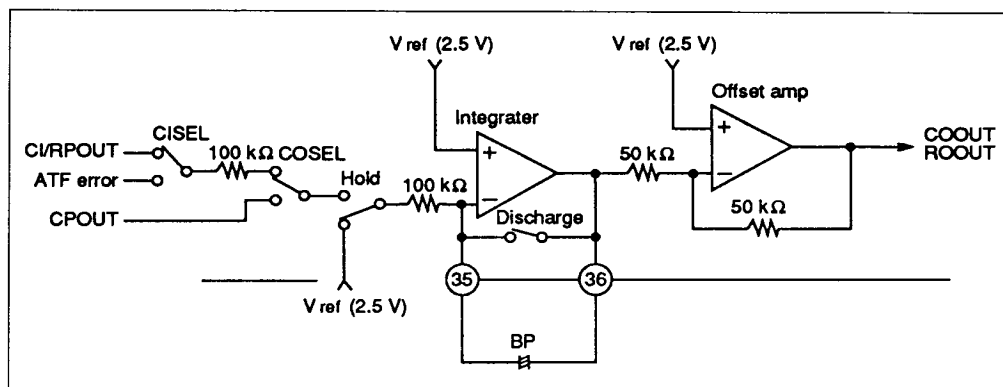 V ref (2.5 V)
V ref (2.5 V)
Offset amp
Integrater
CISEL
CI/RPOUT
100 kΩ
COSEL
ATF error
Hold
100 kΩ
CPOUT
+
−
Discharge
50 kΩ
+
−
50 kΩ
COOUT
ROOUT
35
36
V ref (2.5 V)
BP